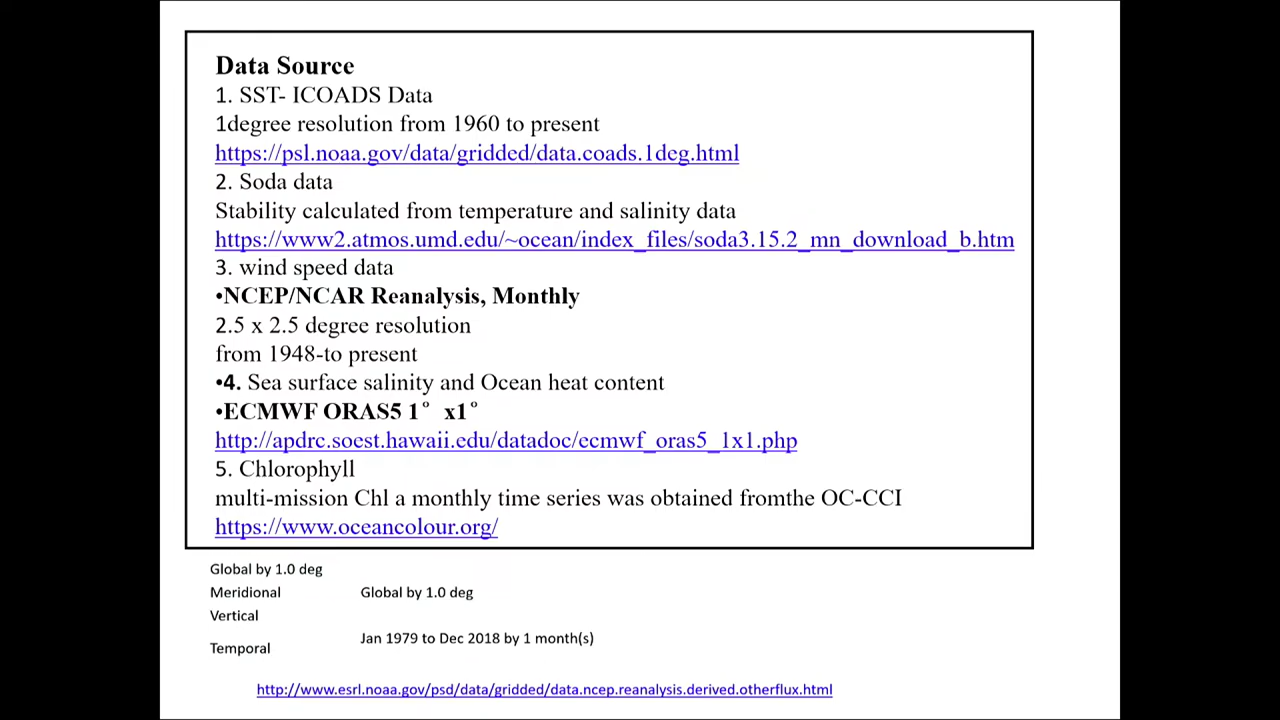 Data Source
1. SST- ICOADS Data
1degree resolution from 1960 to present
https://psl.noaa.gov/data/gridded/data.coads.1deg.html
2. Soda data
Stability calculated from temperature and salinity data
https://www2.atmos.umd.edu/~ocean/index_files/soda3.15.2_mn_download_b.htm
3. wind speed data
•NCEP/NCAR Reanalysis, Monthly
2.5 x 2.5 degree resolution
from 1948-to present
•4. Sea surface salinity and Ocean heat content
•ECMWF ORAS5 1° x1°
http://apdrc.soest.hawaii.edu/datadoc/ecmwf_oras5_1x1.php
5. Chlorophyll
multi-mission Chl a monthly time series was obtained fromthe OC-CCI
https://www.oceancolour.org/
Global by 1.0 deg
Meridional Global by 1.0 deg
Vertical
Temporal Jan 1979 to Dec 2018 by 1 month(s)
http://www.esrl.noaa.gov/psd/data/gridded/data.ncep.reanalysis.derived.otherflux.html